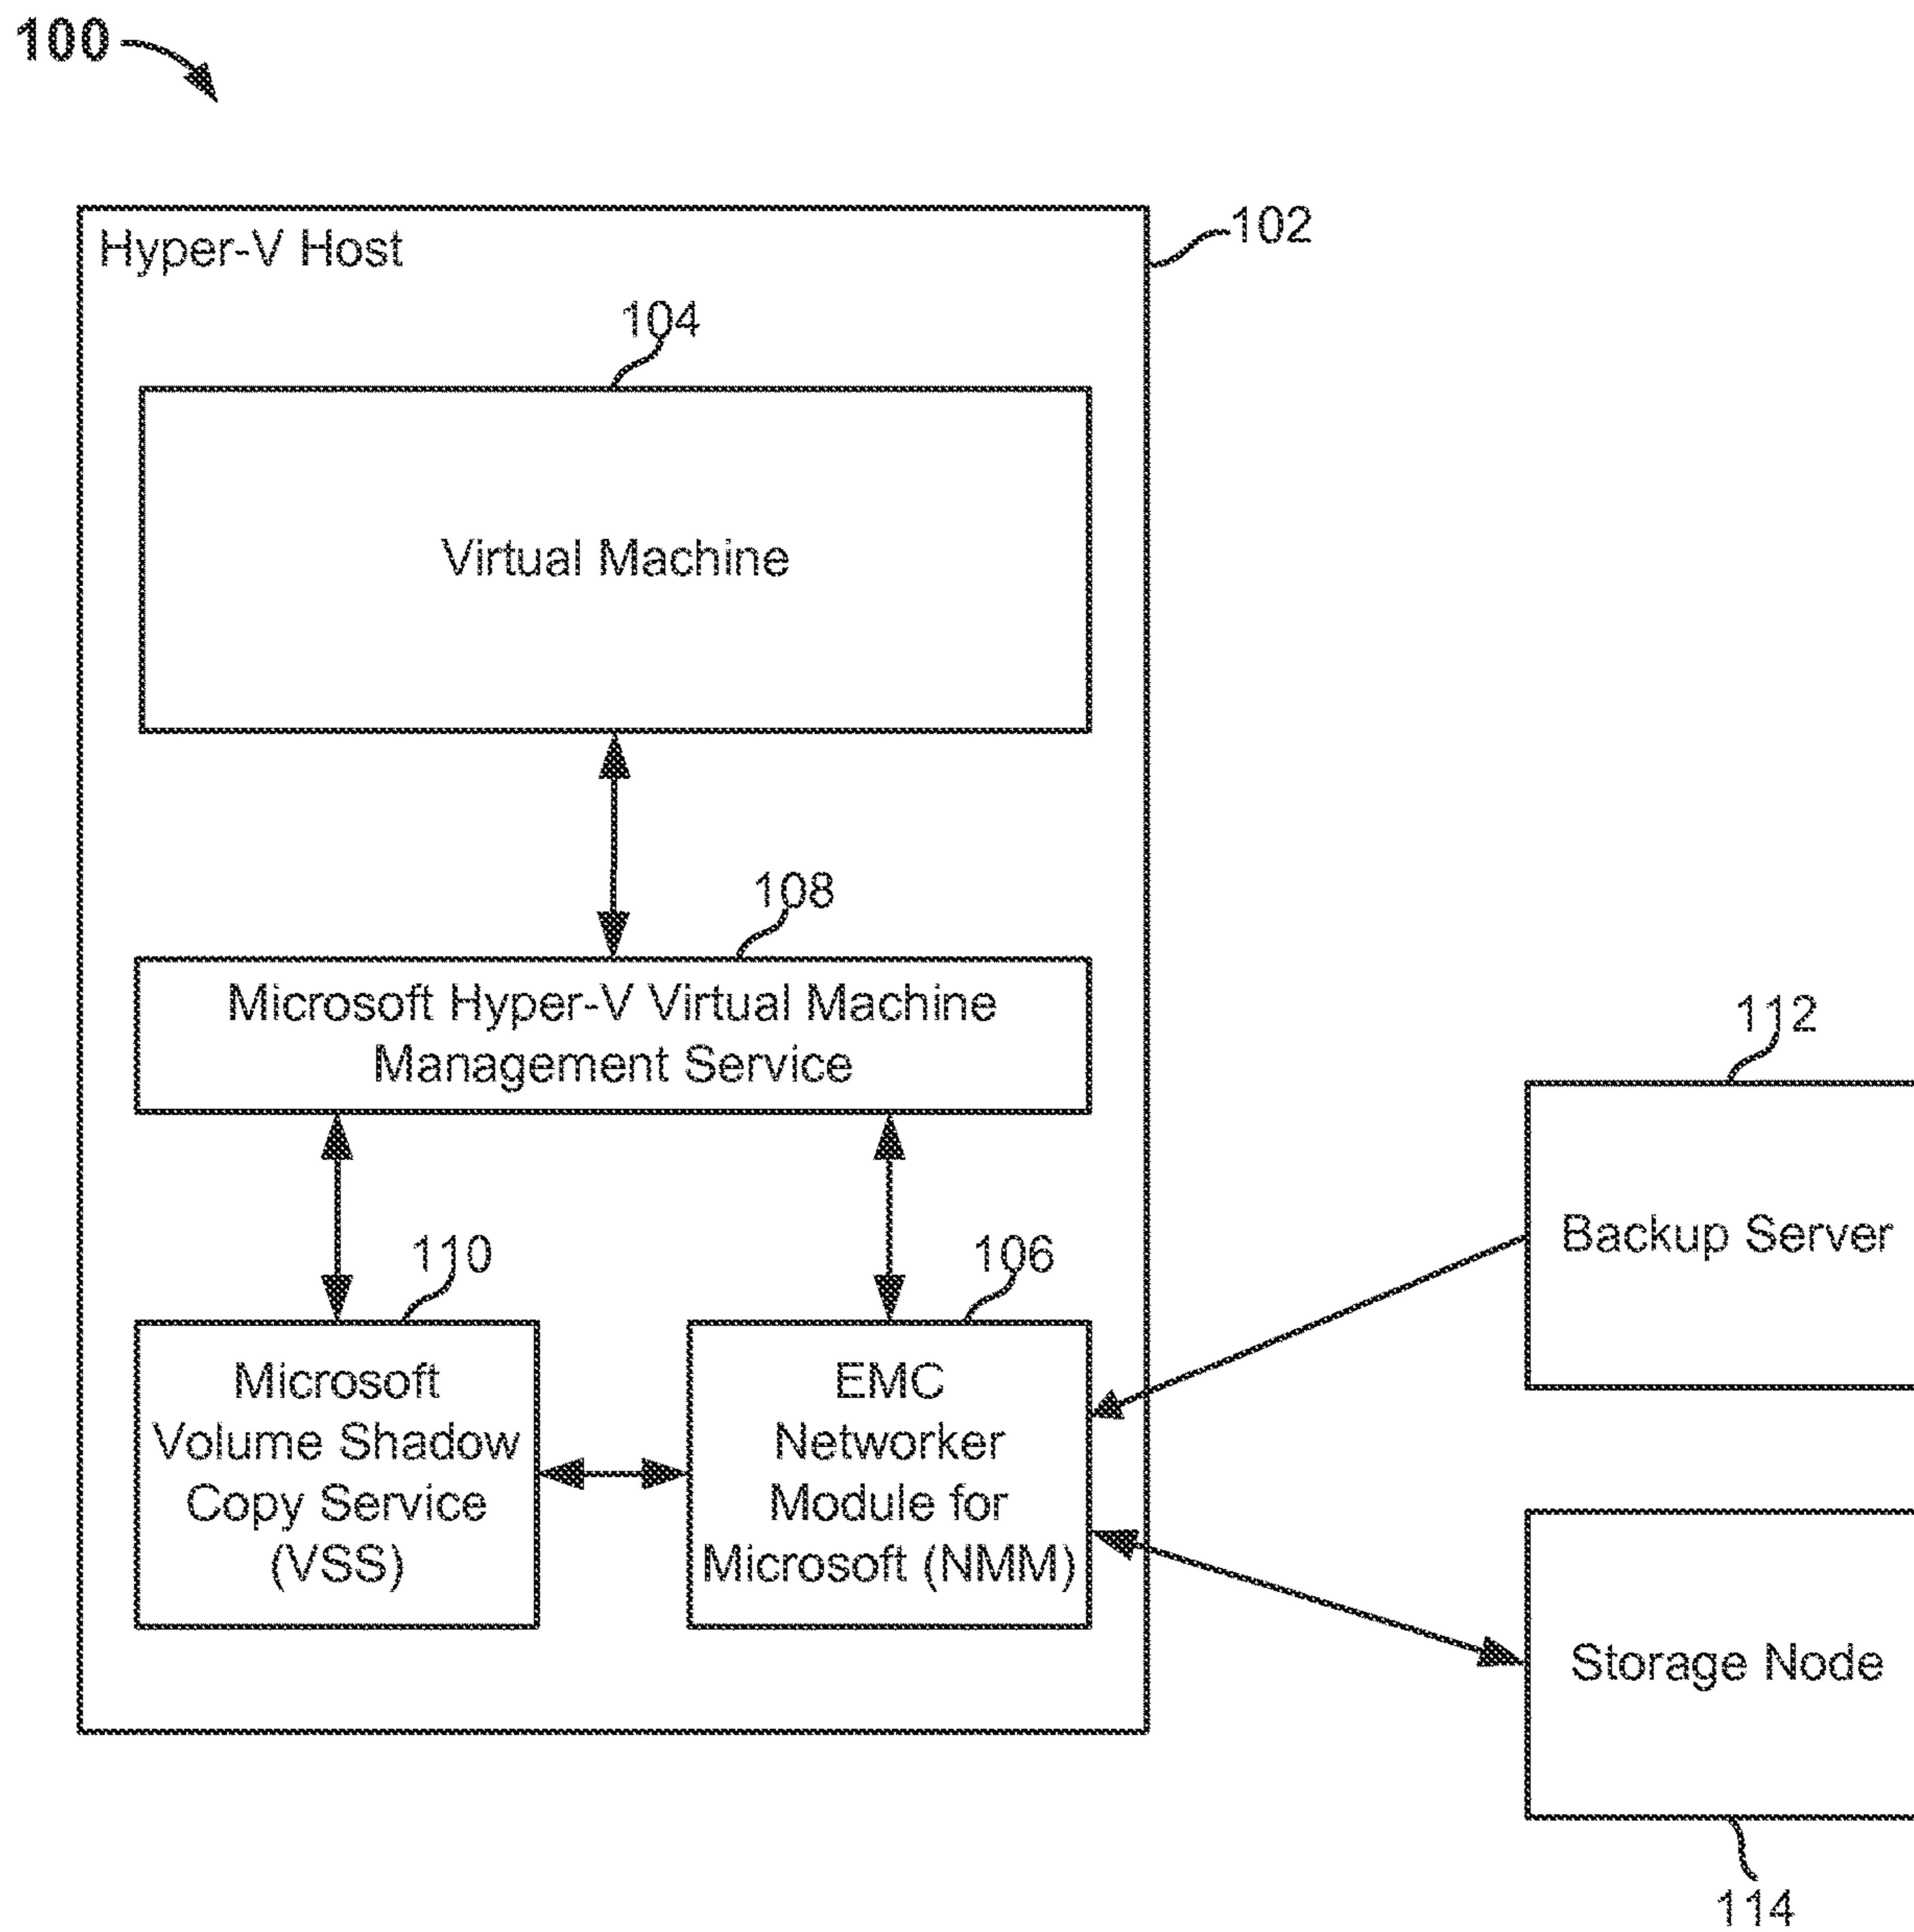 100
Hyper-V Host
102
104
Virtual Machine
108
Microsoft Hyper-V Virtual Machine
Management Service
112
Backup Server
110
106
Microsoft
Volume Shadow
Copy Service
(VSS)
EMC
Networker
Module for
Microsoft (NMM)
Storage Node
114